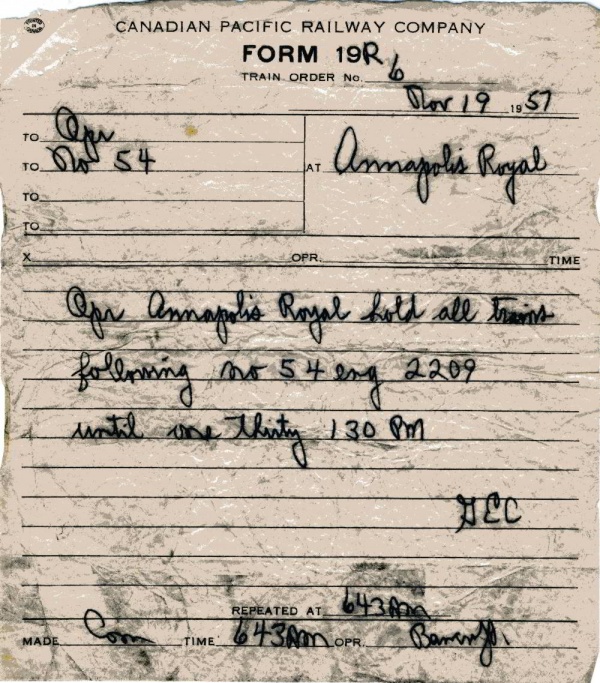 CANADIAN PACIFIC RAILWAY COMPANY
FORM 19R
TRAIN ORDER No. 6
Nov 19 1957
TO Opr
TO No 54
AT Annapolis Royal
TO
TO
X OPR. TIME
Opr Annapolis Royal hold all trains
following no 54 eng 2209
until one thirty 130 PM
GEC
REPEATED AT 643AM
MADE Com TIME 643AM OPR.